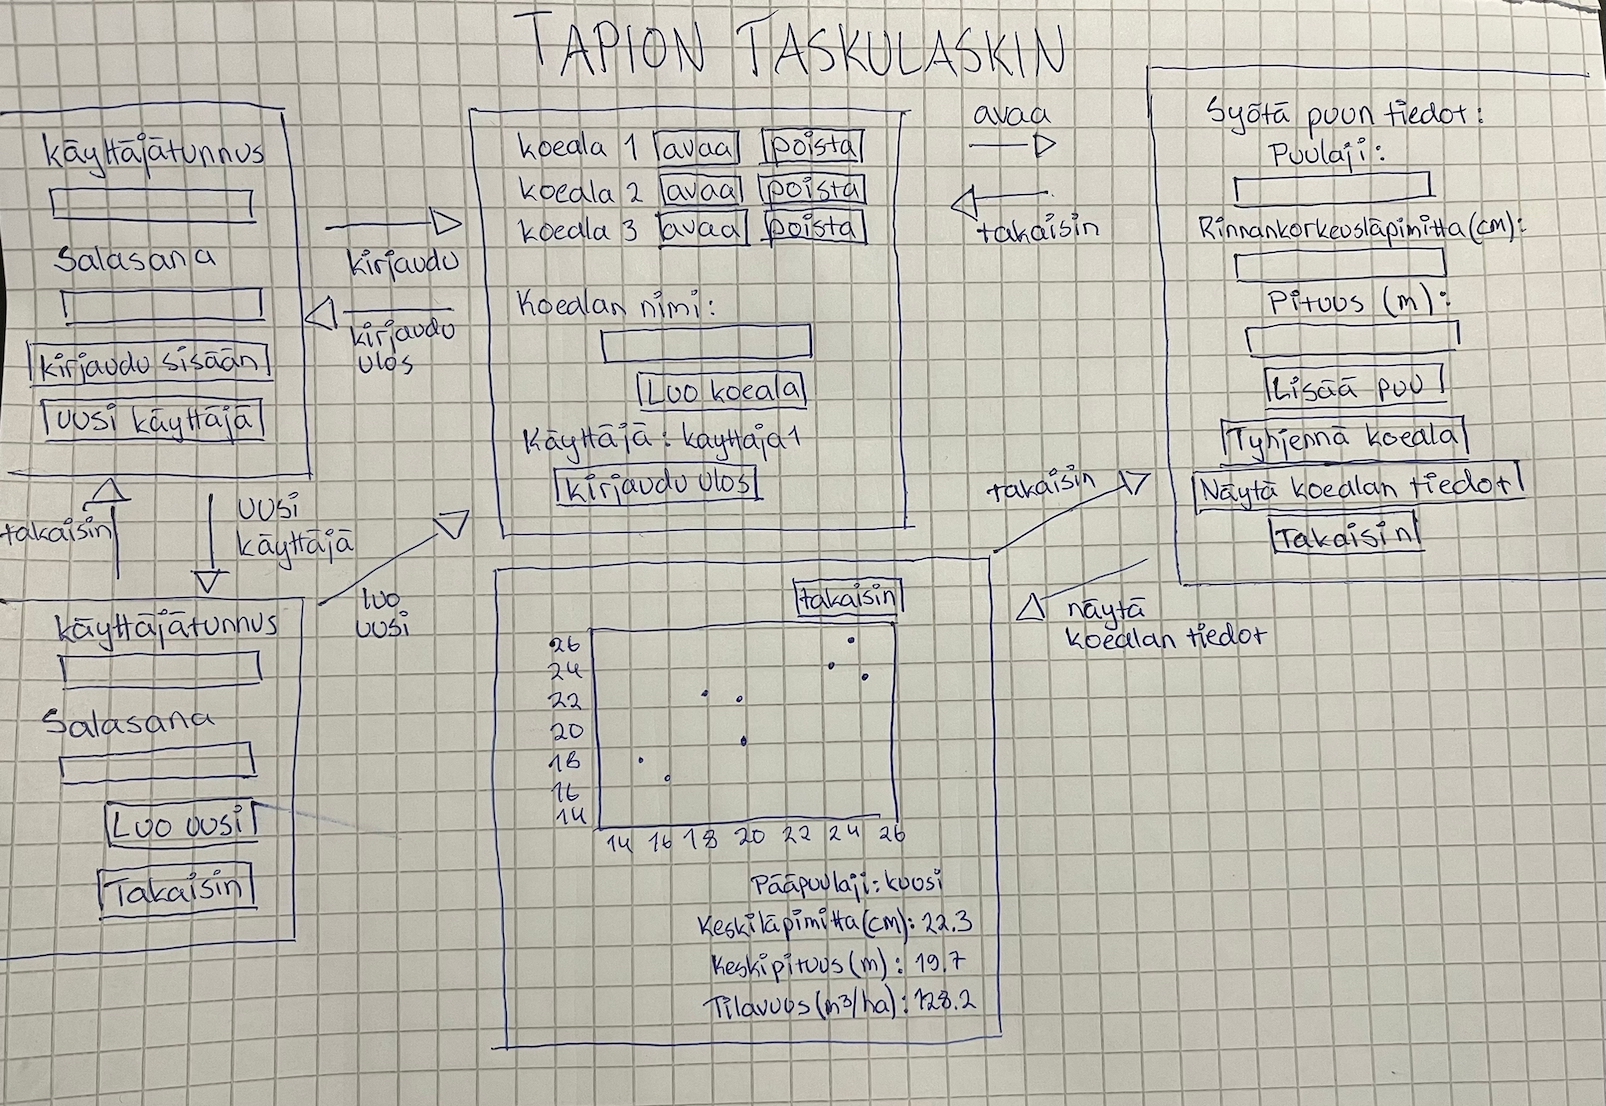 TAPION TASKULASKIN
Käyttäjätunnus
Salasana
kirjaudu sisään
uusi käyttäjä
kirjaudu
kirjaudu
ulos
koeala 1 avaa poista
koeala 2 avaa poista
koeala 3 avaa poista
Koealan nimi:
Luo koeala
Käyttäjä: kayttaja1
kirjaudu ulos
avaa
takaisin
Syötä puun tiedot:
Puulaji:
Rinnankorkeusläpimitta(cm):
Pituus (m):
Lisää puu
Tyhjennä koeala
Näytä koealan tiedot
Takaisin
takaisin
uusi
käyttäjä
käyttäjätunnus
Salasana
Luo uusi
Takaisin
luo
uusi
takaisin
näytä
koealan tiedot
takaisin
26
24
22
20
18
16
14
14 16 18 20 22 24 26
Pääpuulaji: kuusi
Keskiläpimitta(cm): 22.3
Keskipituus(m): 19.7
Tilavuus(m3/ha): 128.2